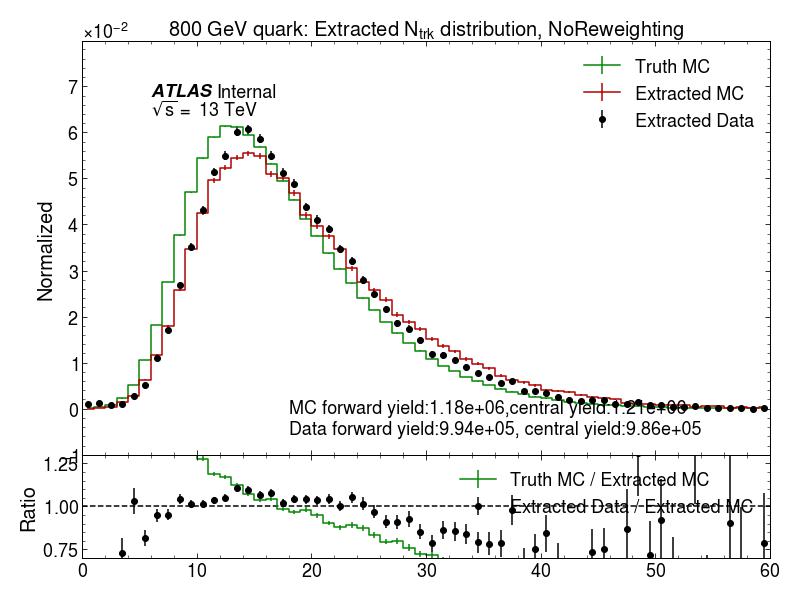 ×10⁻² 800 GeV quark: Extracted N_trk distribution, NoReweighting
ATLAS Internal
√s = 13 TeV
Truth MC
Extracted MC
Extracted Data
Normalized
7
6
5
4
3
2
1
0
MC forward yield:1.18e+06,central yield:1.21e+06
Data forward yield:9.94e+05, central yield:9.86e+05
Ratio
1.25
1.00
0.75
Truth MC / Extracted MC
Extracted Data / Extracted MC
0 10 20 30 40 50 60